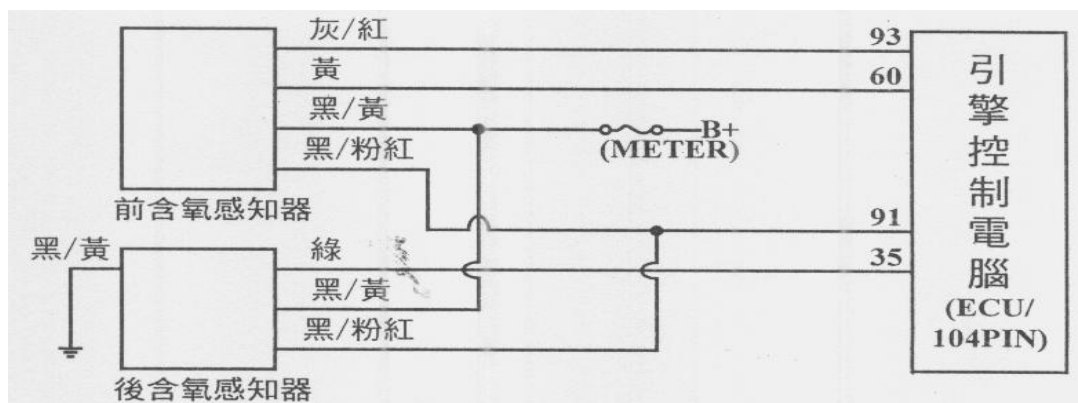 灰/紅
93
黃
60
黑/黃
B+
(METER)
黑/粉紅
前含氧感知器
91
黑/黃
綠
35
黑/黃
黑/粉紅
後含氧感知器
引擎控制電腦
(ECU/
104PIN)